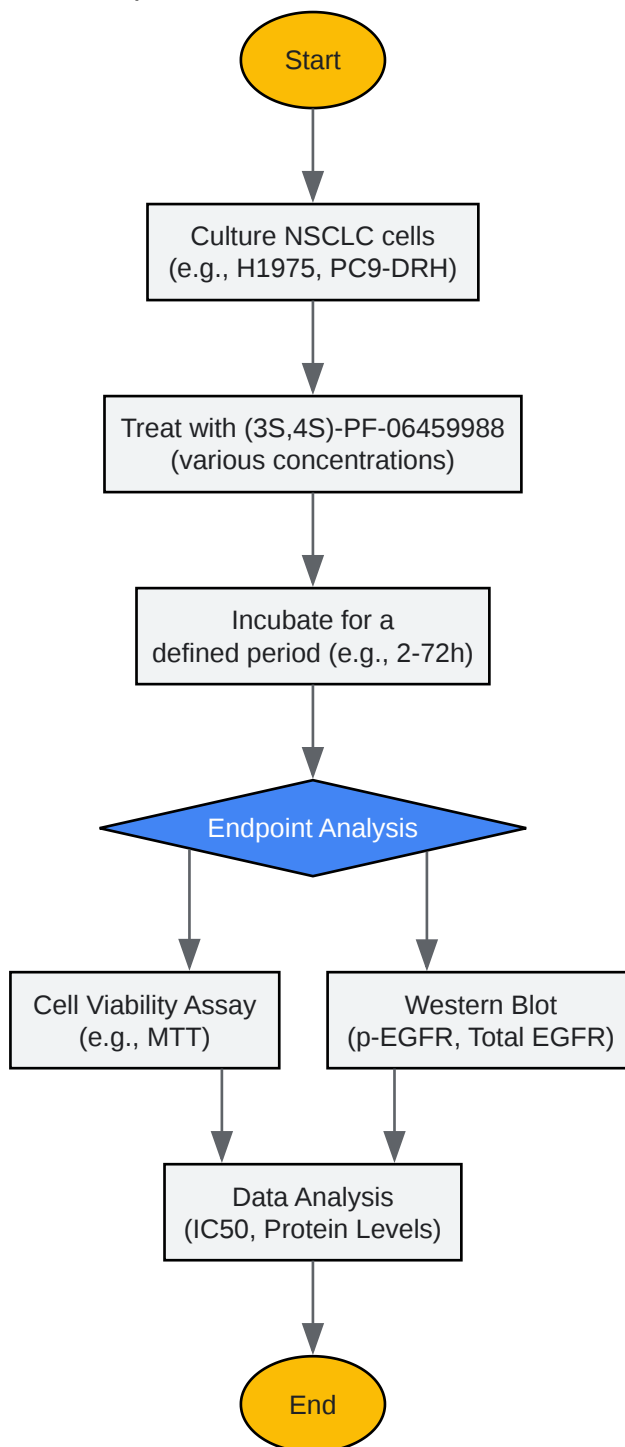 Start
Culture NSCLC cells
(e.g., H1975, PC9-DRH)
Treat with (3S,4S)-PF-06459988
(various concentrations)
Incubate for a
defined period (e.g., 2-72h)
Endpoint Analysis
Cell Viability Assay
(e.g., MTT)
Western Blot
(p-EGFR, Total EGFR)
Data Analysis
(IC50, Protein Levels)
End